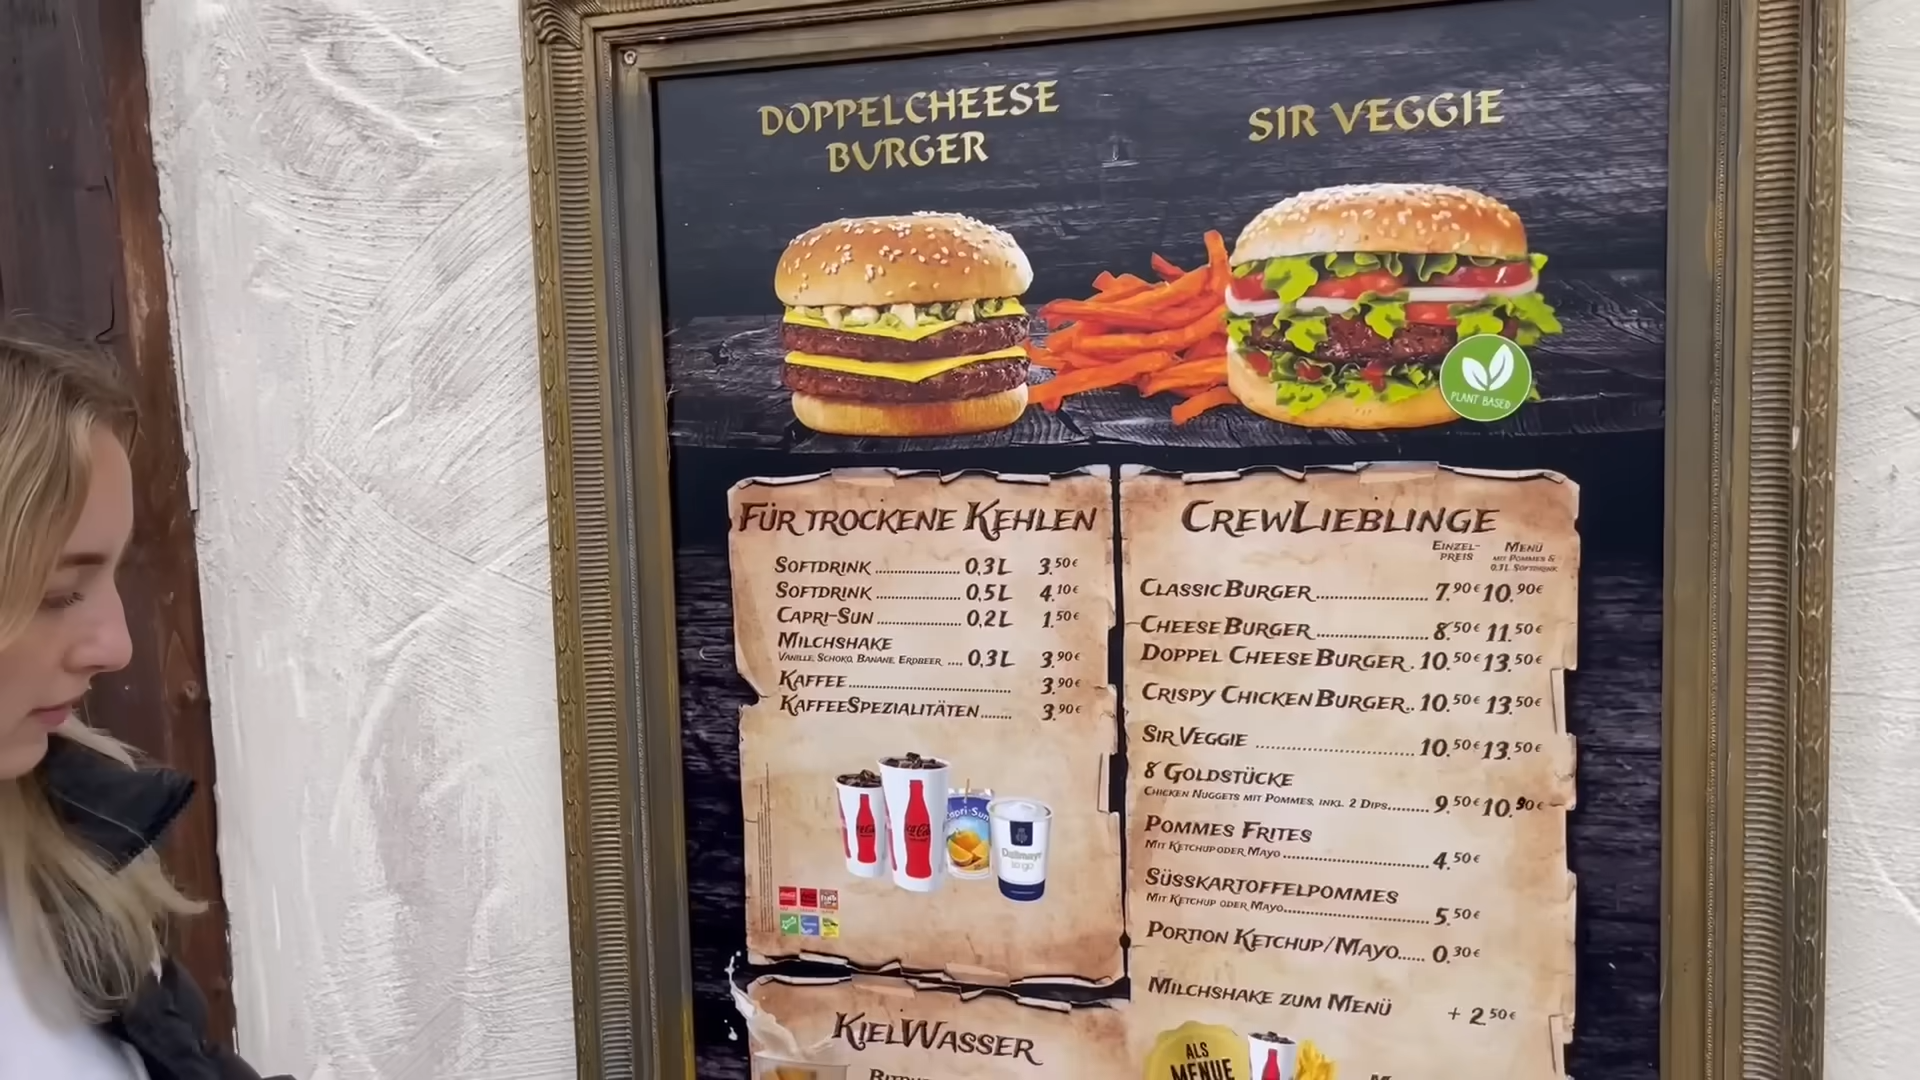 DOPPELCHEESE
BURGER
SIR VEGGIE
PLANT BASED
FÜR TROCKENE KEHLEN
SOFTDRINK .................... 0,3L 3.50€
SOFTDRINK .................... 0,5L 4.10€
CAPRI-SUN .................... 0,2L 1.50€
MILCHSHAKE
VANILLE, SCHOKO, BANANE, ERDBEER .... 0,3L 3.90€
KAFFEE ........................................ 3.90€
KAFFEESPEZIALITÄTEN ........ 3.90€
Capri-Sun
Dallmayr
to go
KIELWASSER
CREWLIEBLINGE
EINZEL-
PREIS
MENÜ
MIT POMMES &
0,3L SOFTDRINK
CLASSIC BURGER ........................... 7.90€ 10.90€
CHEESE BURGER ........................... 8.50€ 11.50€
DOPPEL CHEESE BURGER . 10.50€ 13.50€
CRISPY CHICKEN BURGER .. 10.50€ 13.50€
SIR VEGGIE ...................................... 10.50€ 13.50€
8 GOLDSTÜCKE
CHICKEN NUGGETS MIT POMMES, INKL. 2 DIPS ......... 9.50€ 10.90€
POMMES FRITES
MIT KETCHUP ODER MAYO ................................... 4.50€
SÜSSKARTOFFELPOMMES
MIT KETCHUP ODER MAYO ................................... 5.50€
PORTION KETCHUP/MAYO ...... 0.30€
MILCHSHAKE ZUM MENÜ + 2.50€
ALS
MENUE